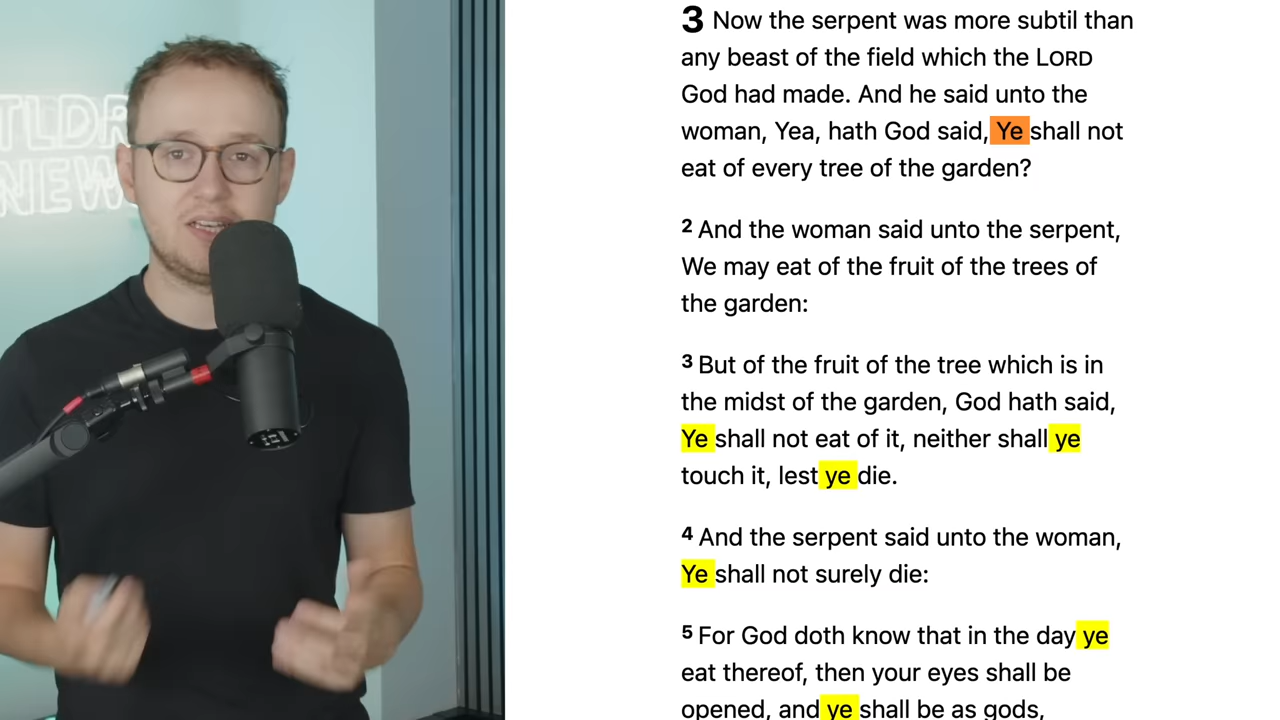 TLDR
NEW
3 Now the serpent was more subtil than
any beast of the field which the LORD
God had made. And he said unto the
woman, Yea, hath God said, Ye shall not
eat of every tree of the garden?
2 And the woman said unto the serpent,
We may eat of the fruit of the trees of
the garden:
3 But of the fruit of the tree which is in
the midst of the garden, God hath said,
Ye shall not eat of it, neither shall ye
touch it, lest ye die.
4 And the serpent said unto the woman,
Ye shall not surely die:
5 For God doth know that in the day ye
eat thereof, then your eyes shall be
opened, and ye shall be as gods,